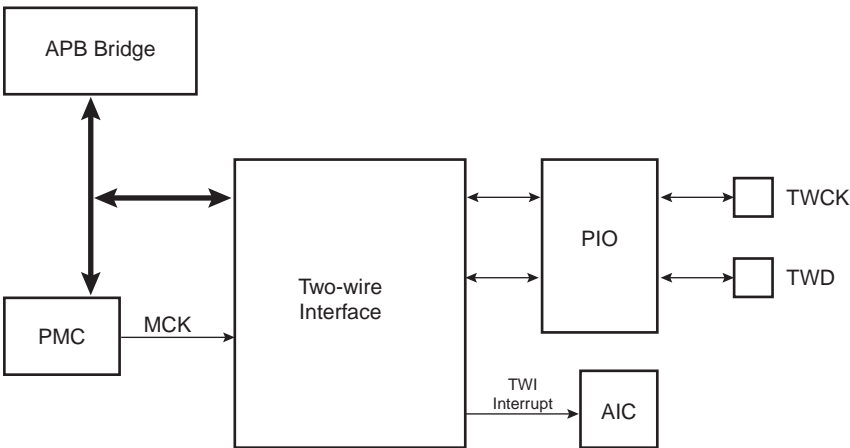 APB Bridge
TWCK
PIO
TWD
Two-wire
Interface
MCK
PMC
TWI
Interrupt
AIC